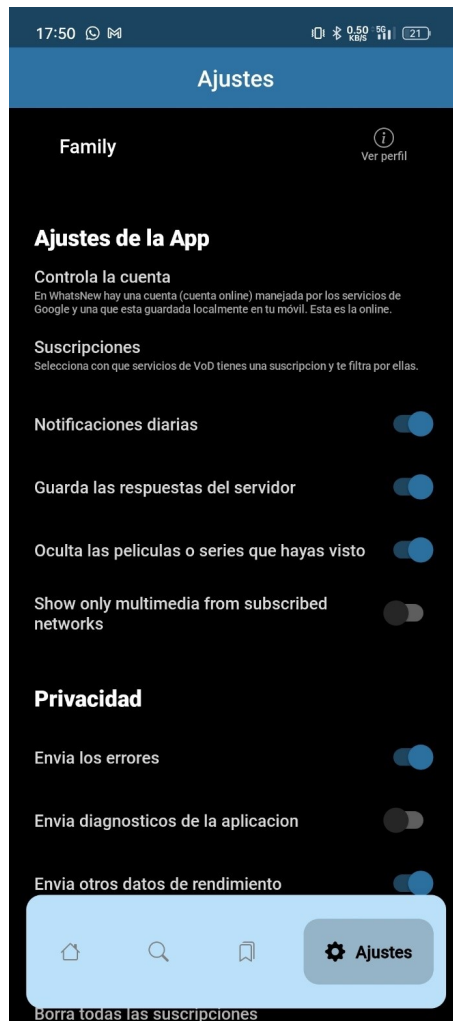 17:50
0.50
KB/S
5G
21
Ajustes
Family
Ver perfil
Ajustes de la App
Controla la cuenta
En WhatsNew hay una cuenta (cuenta online) manejada por los servicios de
Google y una que esta guardada localmente en tu móvil. Esta es la online.
Suscripciones
Selecciona con que servicios de VoD tienes una suscripcion y te filtra por ellas.
Notificaciones diarias
Guarda las respuestas del servidor
Oculta las peliculas o series que hayas visto
Show only multimedia from subscribed
networks
Privacidad
Envia los errores
Envia diagnosticos de la aplicacion
Envia otros datos de rendimiento
Ajustes
Borra todas las suscripciones